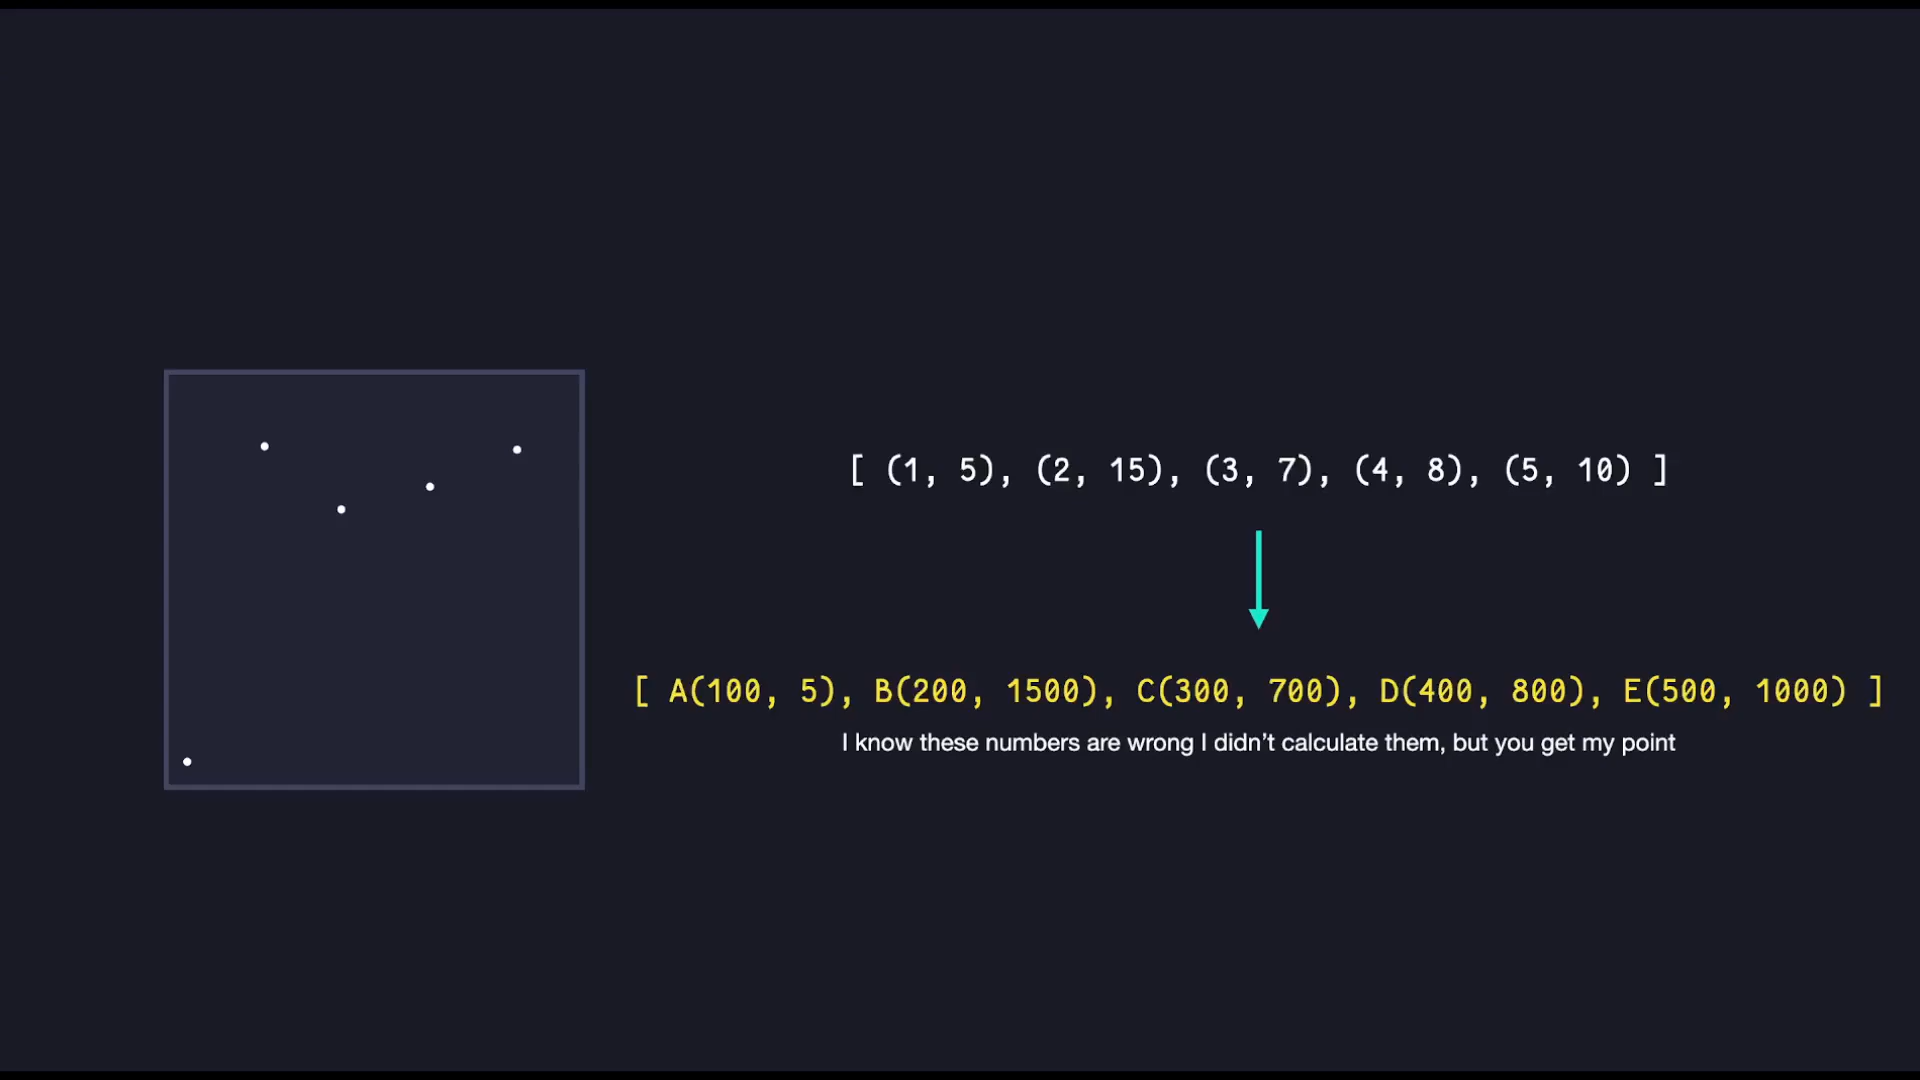 [ (1, 5), (2, 15), (3, 7), (4, 8), (5, 10) ]
[ A(100, 5), B(200, 1500), C(300, 700), D(400, 800), E(500, 1000) ]
I know these numbers are wrong I didn’t calculate them, but you get my point